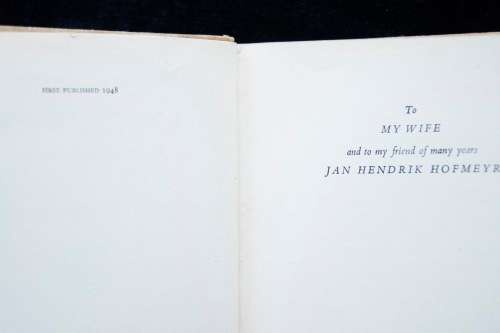 FIRST PUBLISHED 1948
To
MY WIFE
and to my friend of many years
JAN HENDRIK HOFMEYR